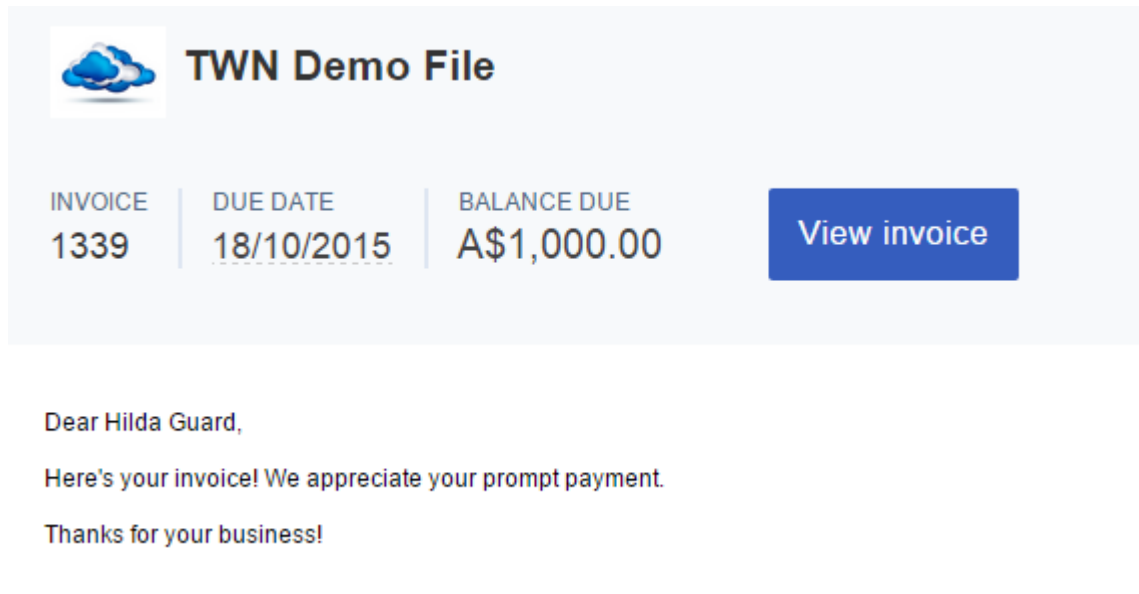 TWN Demo File
INVOICE DUE DATE BALANCE DUE
1339 18/10/2015 A$1,000.00 View invoice
Dear Hilda Guard,
Here's your invoice! We appreciate your prompt payment.
Thanks for your business!